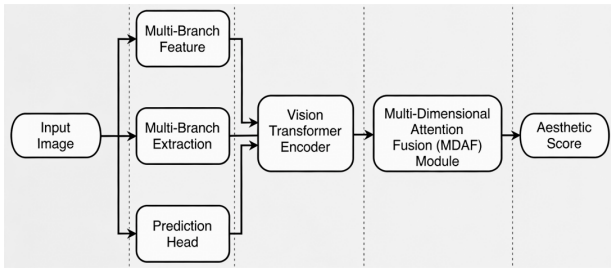 Input
Image
Multi-Branch
Feature
Multi-Branch
Extraction
Prediction
Head
Vision
Transformer
Encoder
Multi-Dimensional
Attention
Fusion (MDAF)
Module
Aesthetic
Score